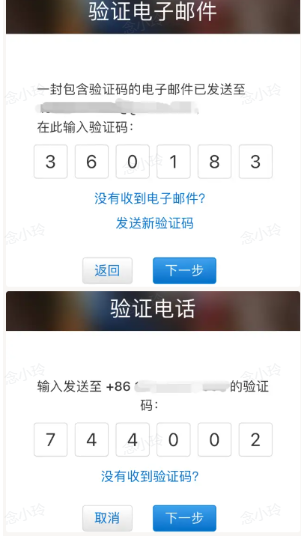 验证电子邮件
一封包含验证码的电子邮件已发送至
在此输入验证码：
3 6 0 1 8 3
没有收到电子邮件?
发送新验证码
返回 下一步
验证电话
输入发送至 +86 的验证
码：
7 4 4 0 0 2
没有收到验证码?
取消 下一步
念小玲